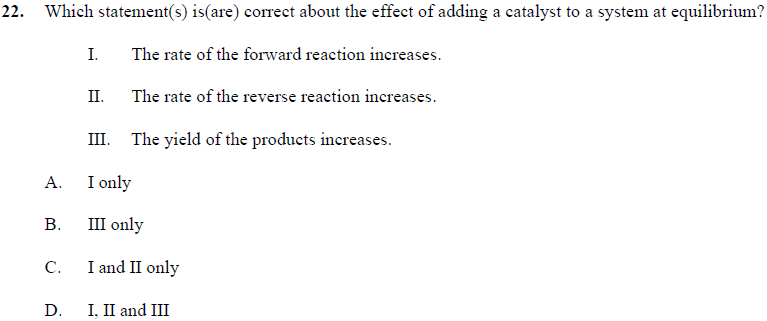 22. Which statement(s) is(are) correct about the effect of adding a catalyst to a system at equilibrium?
I. The rate of the forward reaction increases.
II. The rate of the reverse reaction increases.
III. The yield of the products increases.
A. I only
B. III only
C. I and II only
D. I, II and III